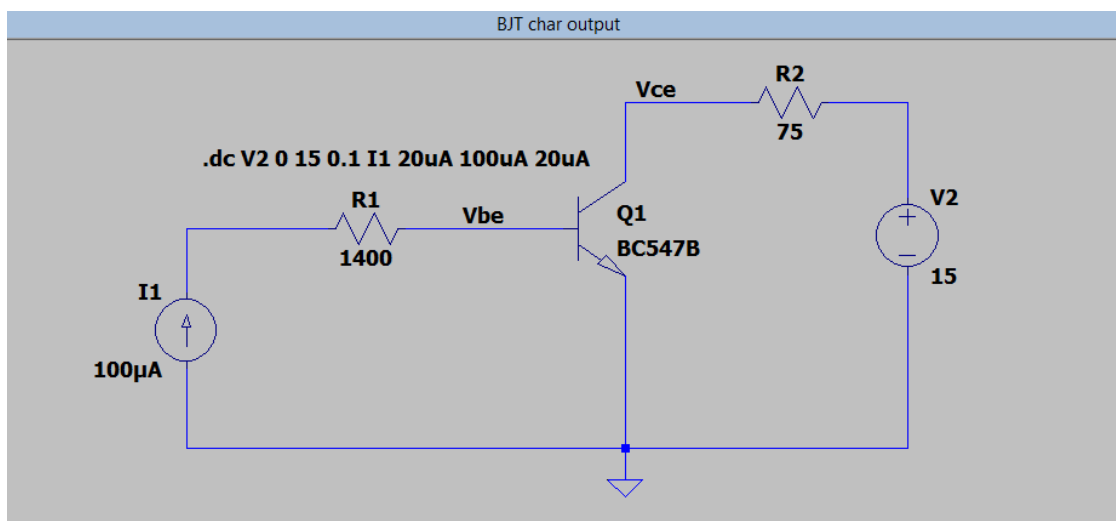 BJT char output
R2
Vce
75
.dc V2 0 15 0.1 I1 20uA 100uA 20uA
R1
Vbe
1400
Q1
BC547B
V2
15
I1
100µA